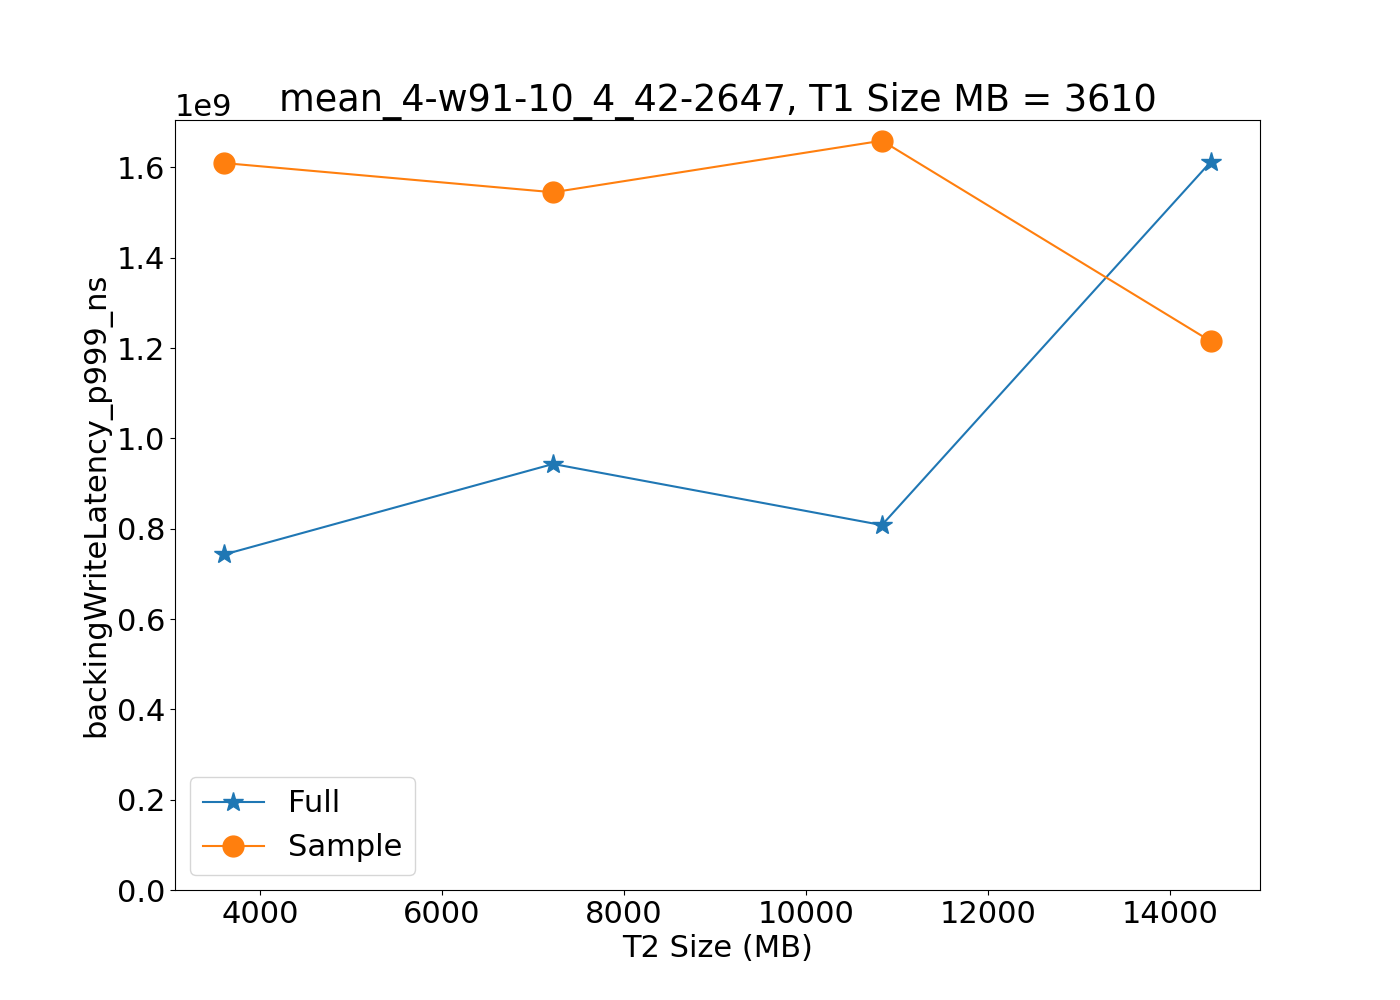 mean_4-w91-10_4_42-2647, T1 Size MB = 3610
1e9
1.6
1.4
1.2
1.0
0.8
0.6
0.4
0.2
0.0
backingWriteLatency_p999_ns
Full
Sample
4000 6000 8000 10000 12000 14000
T2 Size (MB)